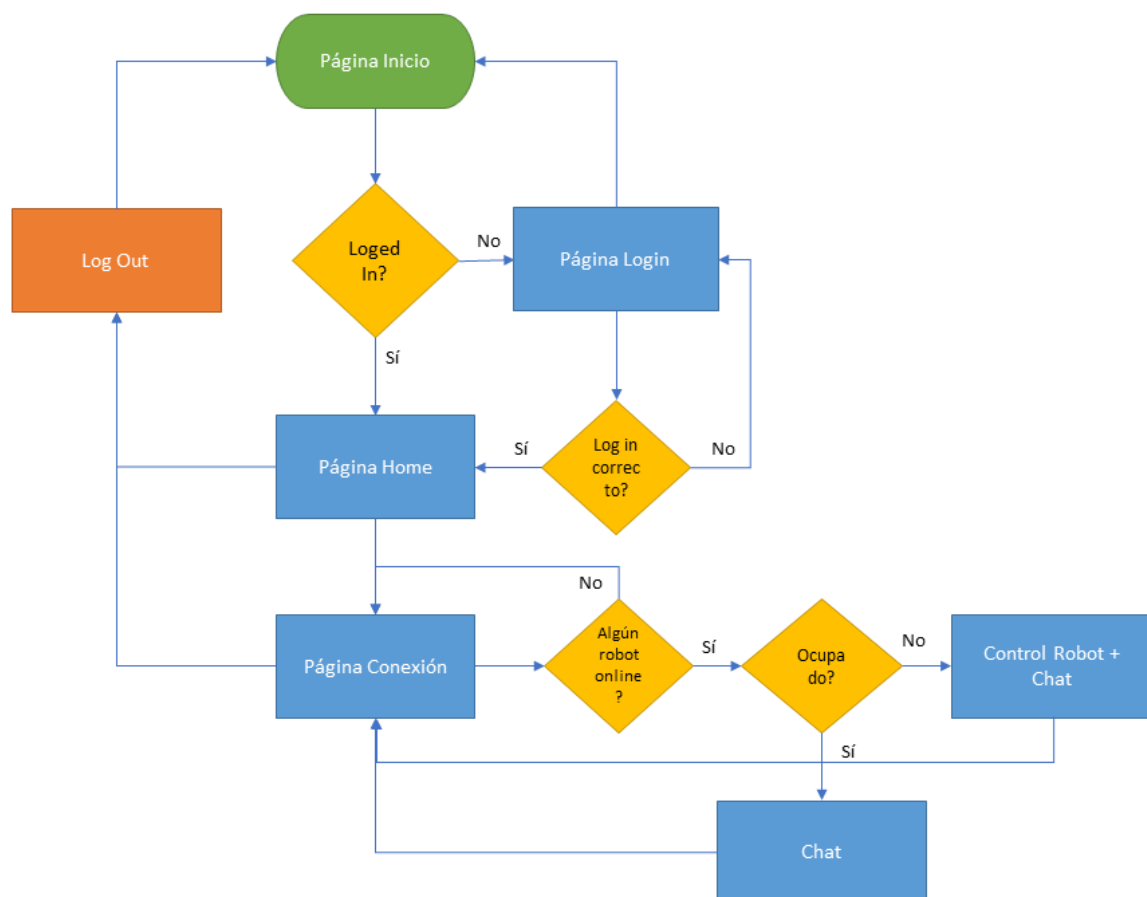 Página Inicio
Loged
In?
No
Página Login
Log Out
Sí
Página Home
Sí
Log in
correc
to?
No
No
Página Conexión
Algún
robot
online
?
Sí
Ocupa
do?
No
Control Robot +
Chat
Sí
Chat